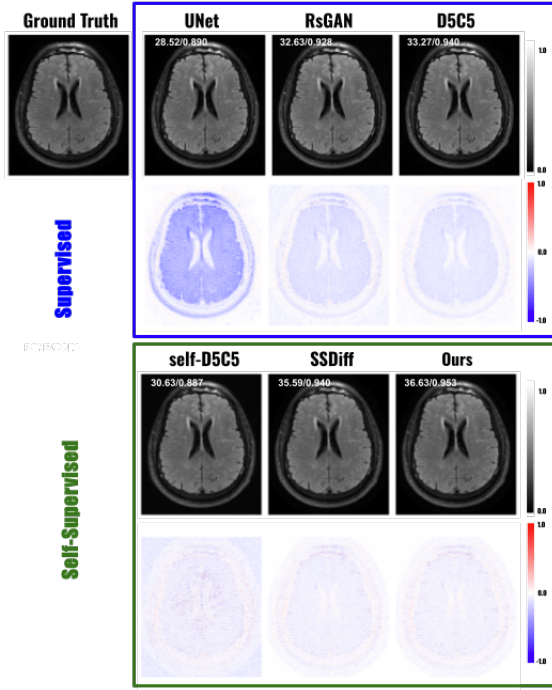 Ground Truth
UNet
RsGAN
D5C5
28.52/0.890
32.63/0.928
33.27/0.940
1.0
0.0
Supervised
1.0
0.0
-1.0
self-D5C5
SSDiff
Ours
30.63/0.887
35.59/0.940
36.63/0.953
1.0
0.0
Self-Supervised
1.0
0.0
-1.0